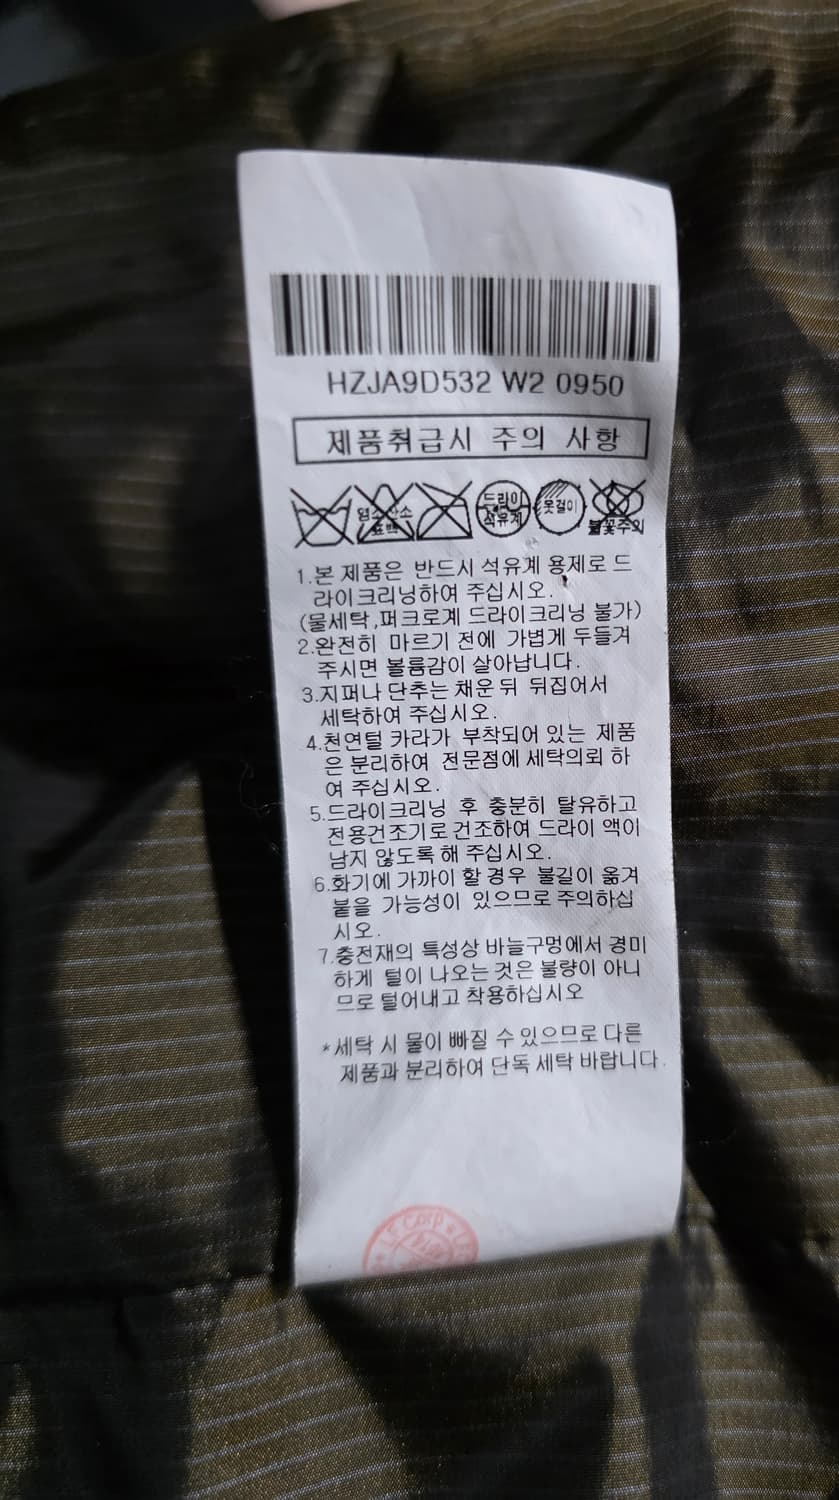 HZJA9D532 W2 0950
제품취급시 주의 사항
염소산소 드라이 옷걸이
표백 석유계 불꽃주의
1.본 제품은 반드시 석유계 용제로 드
라이크리닝하여 주십시오.
(물세탁,퍼크로계 드라이크리닝 불가)
2.완전히 마르기 전에 가볍게 두들겨
주시면 볼륨감이 살아납니다.
3.지퍼나 단추는 채운 뒤 뒤집어서
세탁하여 주십시오.
4.천연털 카라가 부착되어 있는 제품
은 분리하여 전문점에 세탁의뢰 하
여 주십시오.
5.드라이크리닝 후 충분히 탈유하고
전용건조기로 건조하여 드라이 액이
남지 않도록 해 주십시오.
6.화기에 가까이 할 경우 불길이 옮겨
붙을 가능성이 있으므로 주의하십
시오.
7.충전재의 특성상 바늘구멍에서 경미
하게 털이 나오는 것은 불량이 아니
므로 털어내고 착용하십시오
*세탁 시 물이 빠질 수 있으므로 다른
제품과 분리하여 단독 세탁 바랍니다.
LF Corp